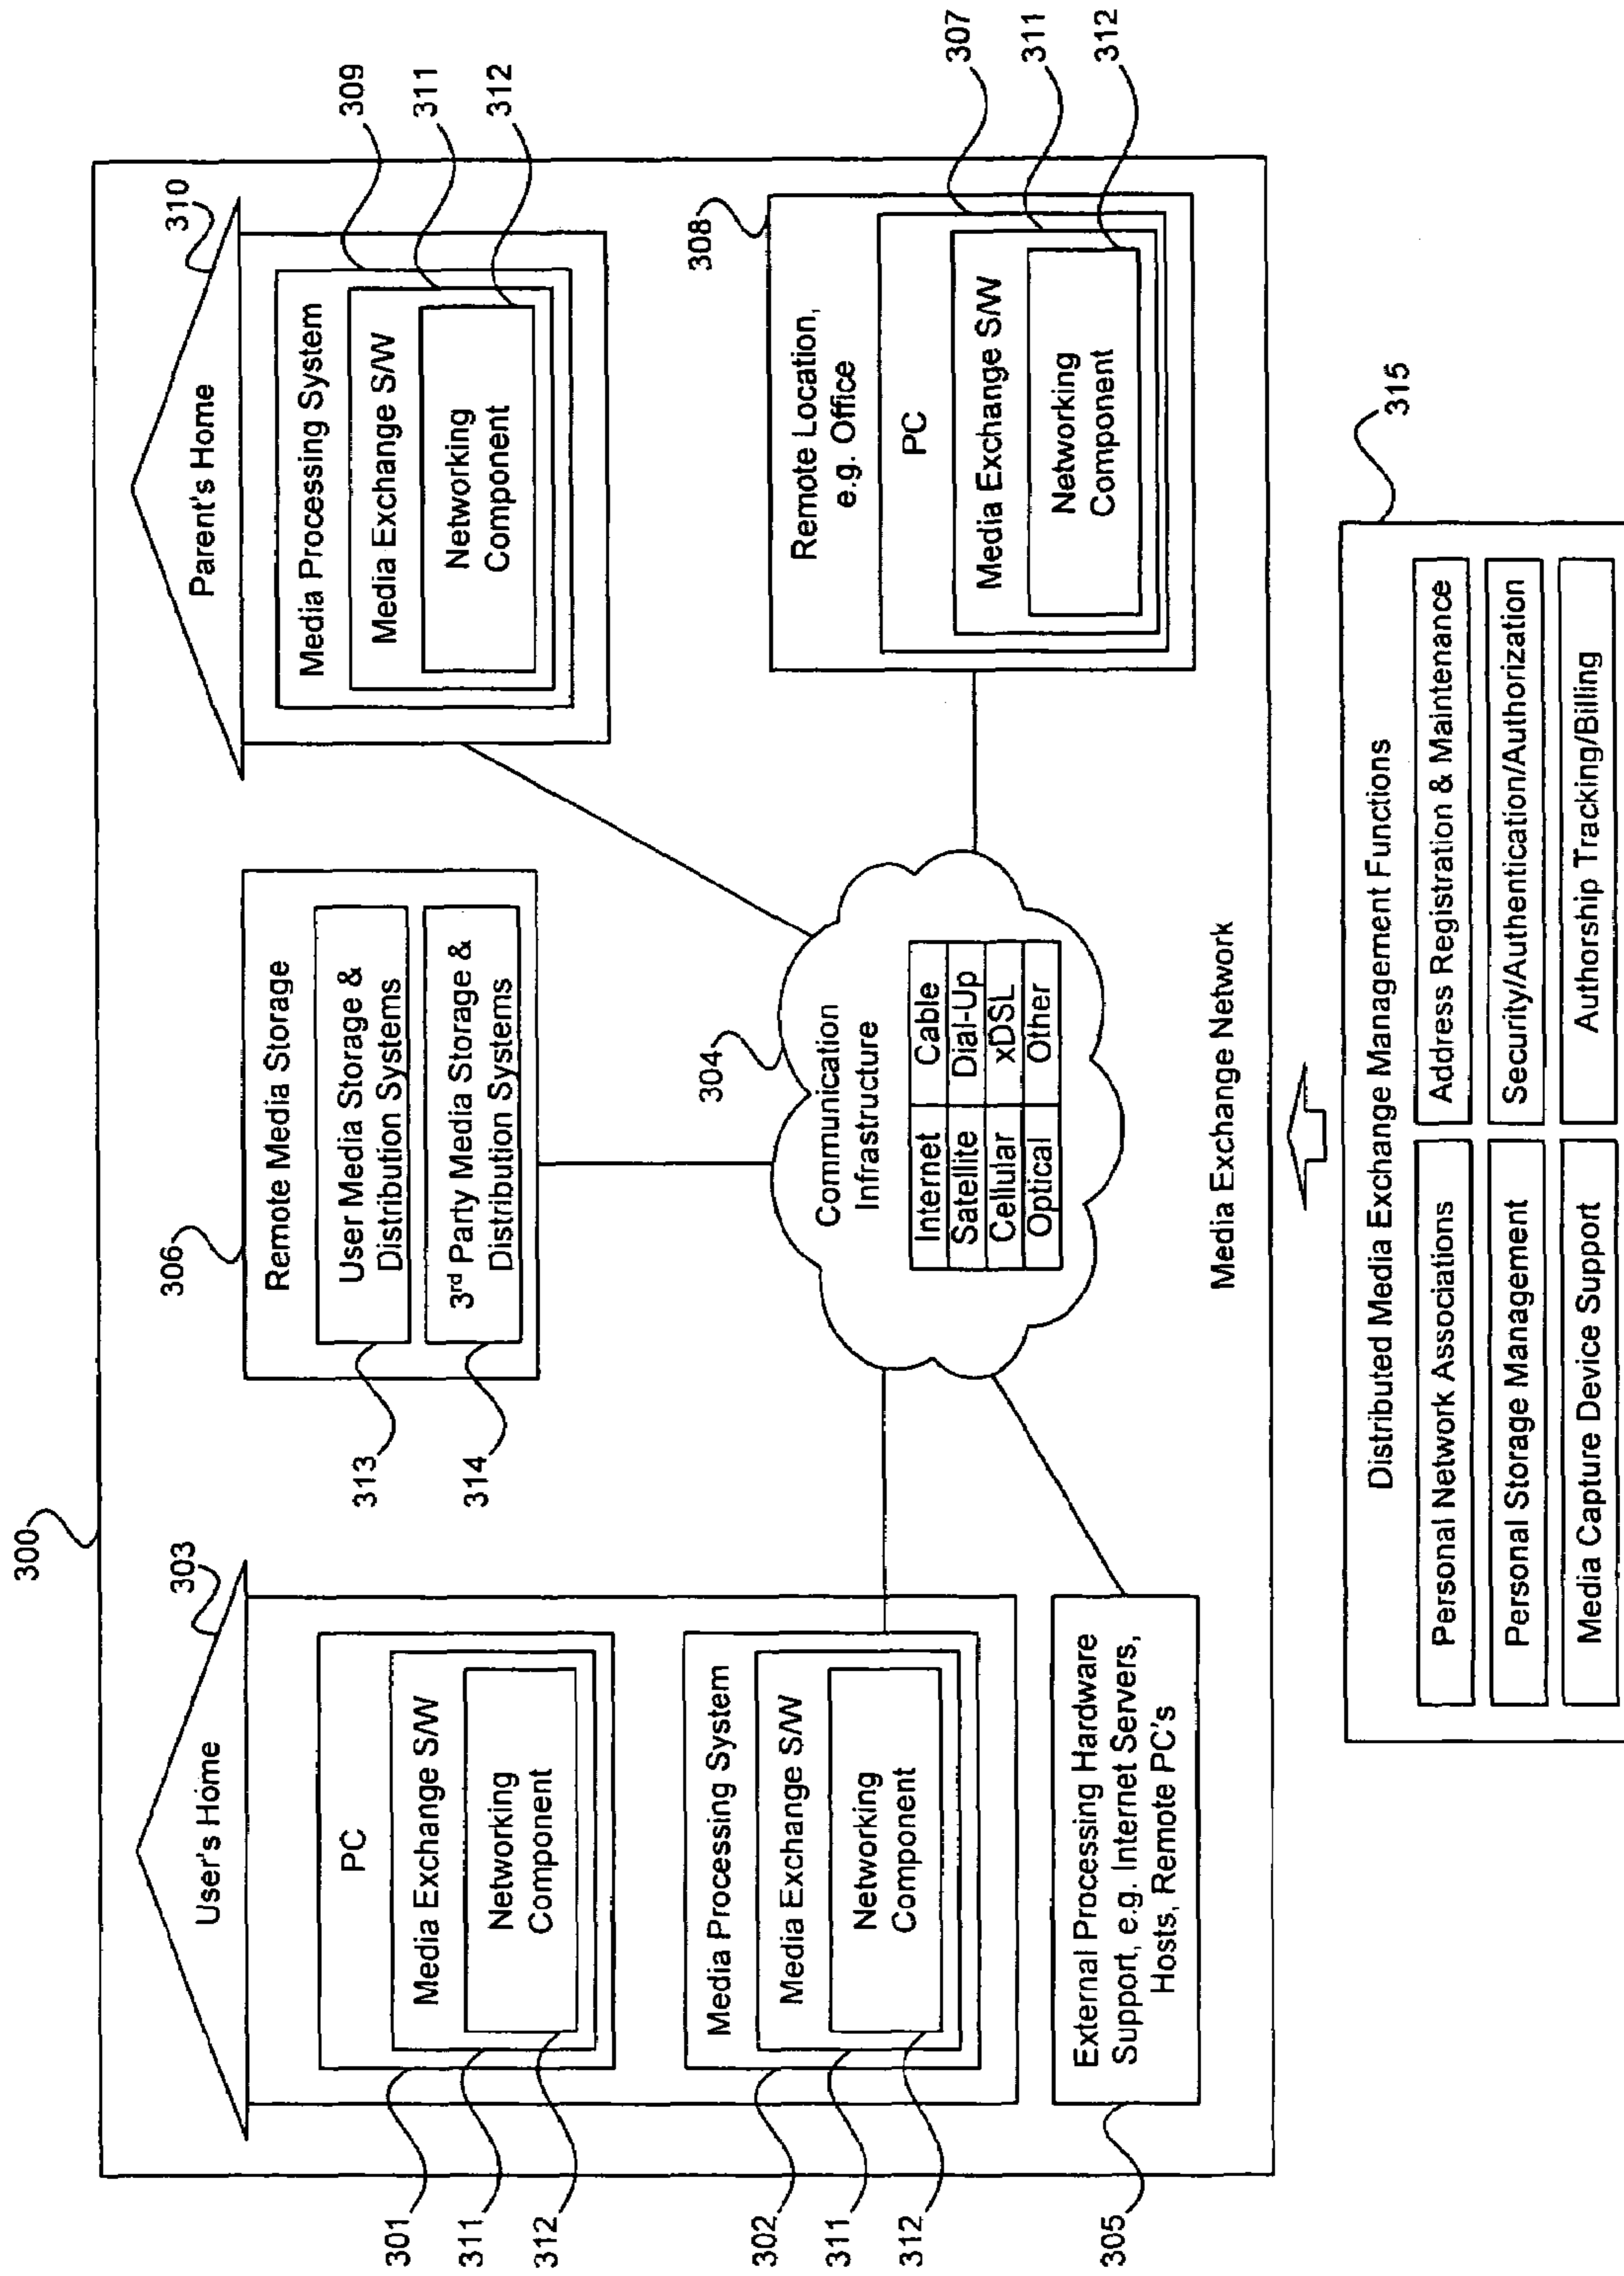 300
User's Home
303
PC
Media Exchange S/W
Networking
Component
301
311
312
Media Processing System
Media Exchange S/W
Networking
Component
302
311
312
External Processing Hardware
Support, e.g. Internet Servers,
Hosts, Remote PC's
305
306
Remote Media Storage
User Media Storage &
Distribution Systems
3rd Party Media Storage &
Distribution Systems
313
314
304
Communication
Infrastructure
Internet Cable
Satellite Dial-Up
Cellular xDSL
Optical Other
Parent's Home
310
Media Processing System
Media Exchange S/W
Networking
Component
309
311
312
308
Remote Location,
e.g. Office
PC
Media Exchange S/W
Networking
Component
307
311
312
Media Exchange Network
315
Distributed Media Exchange Management Functions
Personal Network Associations
Address Registration & Maintenance
Personal Storage Management
Security/Authentication/Authorization
Media Capture Device Support
Authorship Tracking/Billing